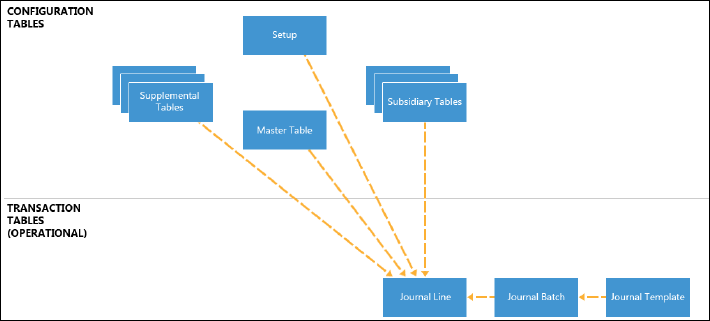 CONFIGURATION
TABLES
Setup
Supplemental
Tables
Subsidiary Tables
Master Table
TRANSACTION
TABLES
(OPERATIONAL)
Journal Line
Journal Batch
Journal Template